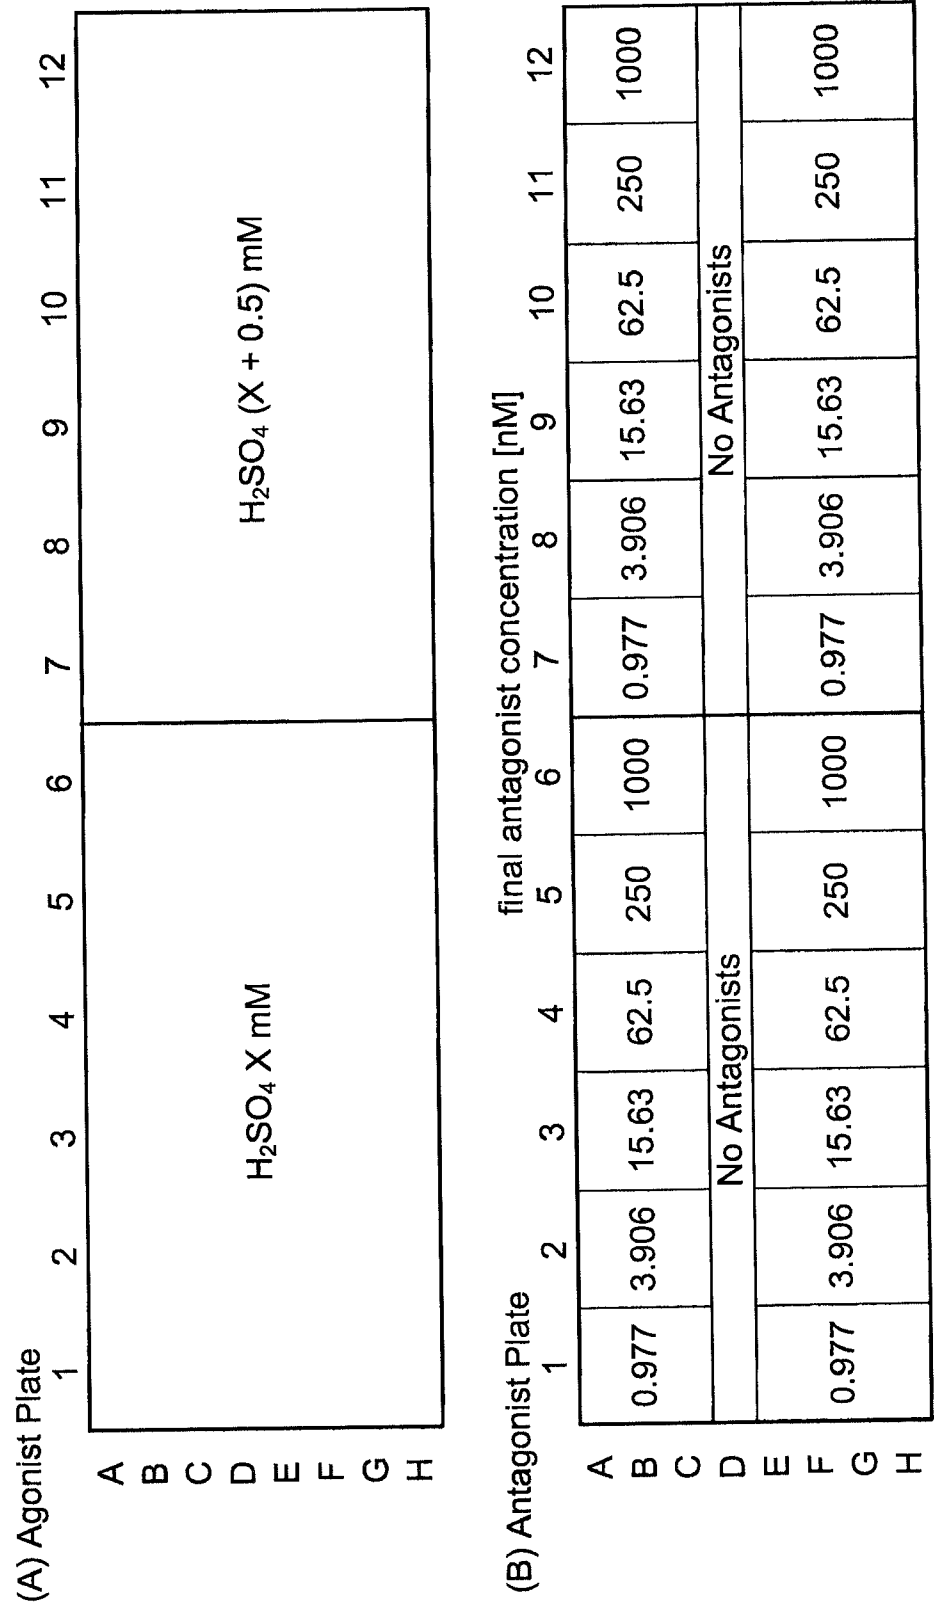 (A) Agonist Plate
1 2 3 4 5 6 7 8 9 10 11 12
A
B
C
D H₂SO₄ X mM H₂SO₄ (X + 0.5) mM
E
F
G
H
(B) Antagonist Plate final antagonist concentration [nM]
1 2 3 4 5 6 7 8 9 10 11 12
A
B 0.977 3.906 15.63 62.5 250 1000 0.977 3.906 15.63 62.5 250 1000
C
D No Antagonists No Antagonists
E
F 0.977 3.906 15.63 62.5 250 1000 0.977 3.906 15.63 62.5 250 1000
G
H